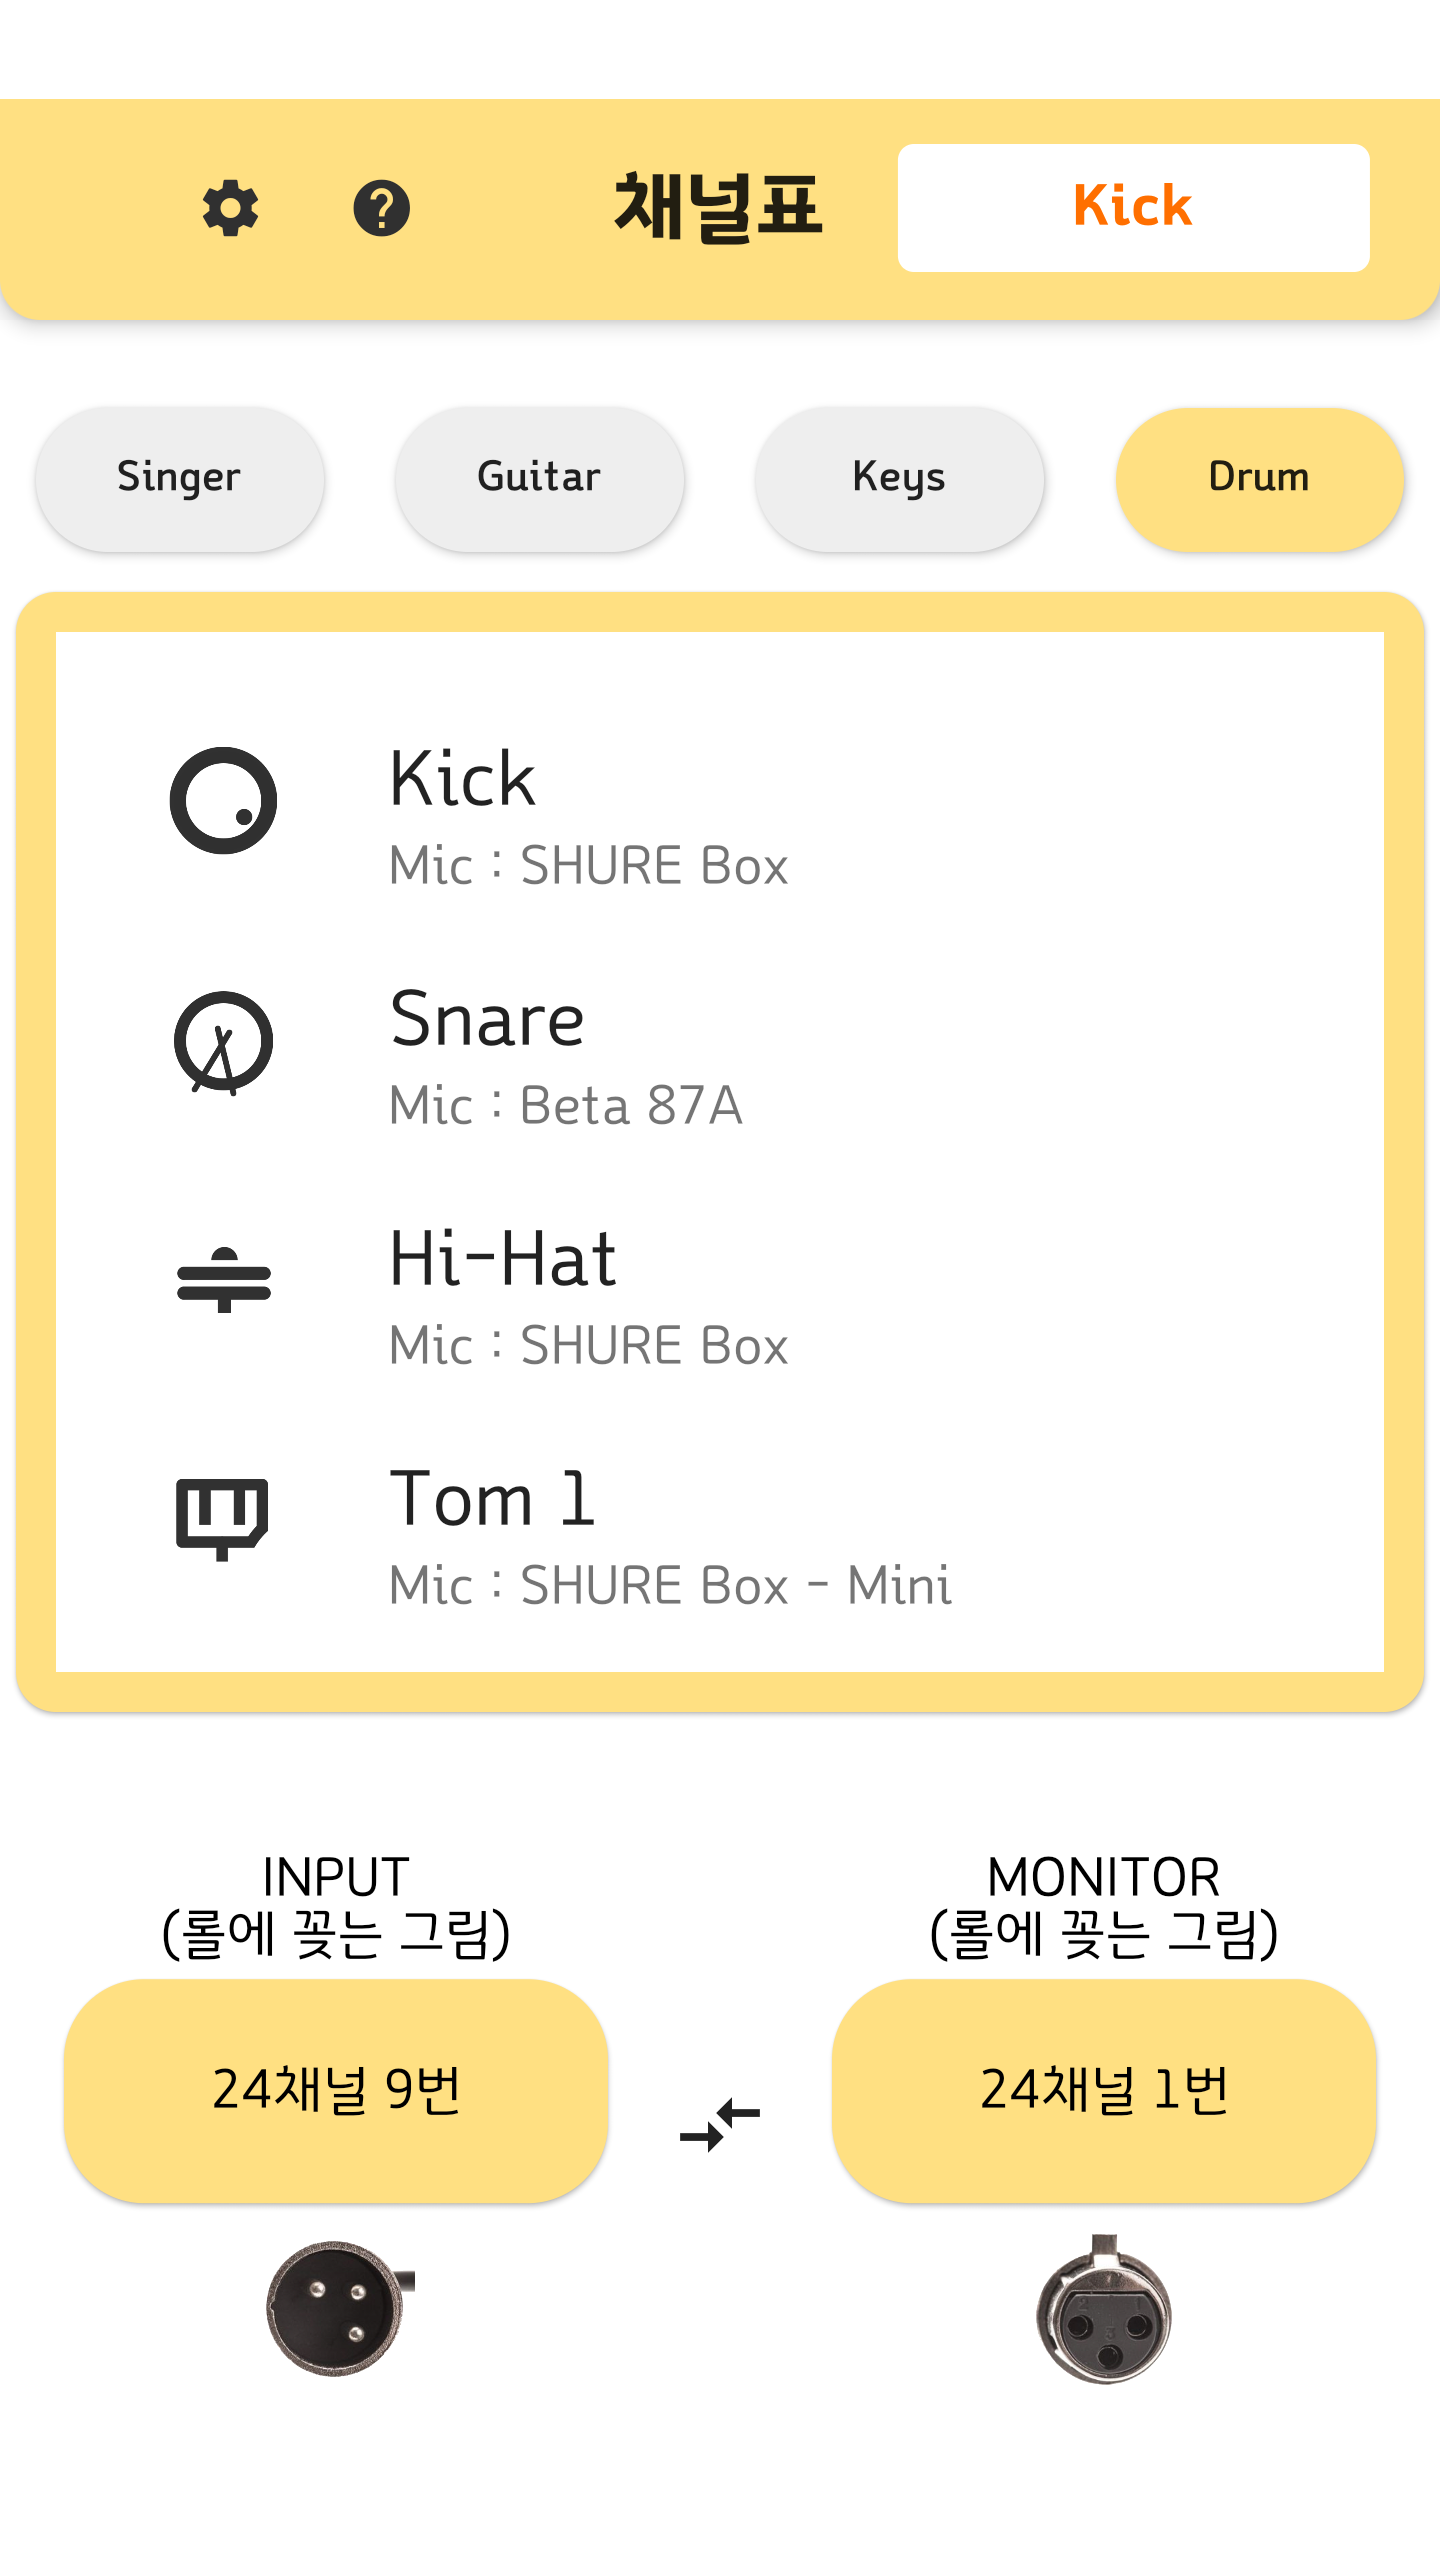 채널표
Kick
Singer
Guitar
Keys
Drum
Kick
Mic : SHURE Box
Snare
Mic : Beta 87A
Hi-Hat
Mic : SHURE Box
Tom 1
Mic : SHURE Box - Mini
INPUT
(롤에 꽂는 그림)
24채널 9번
MONITOR
(롤에 꽂는 그림)
24채널 1번